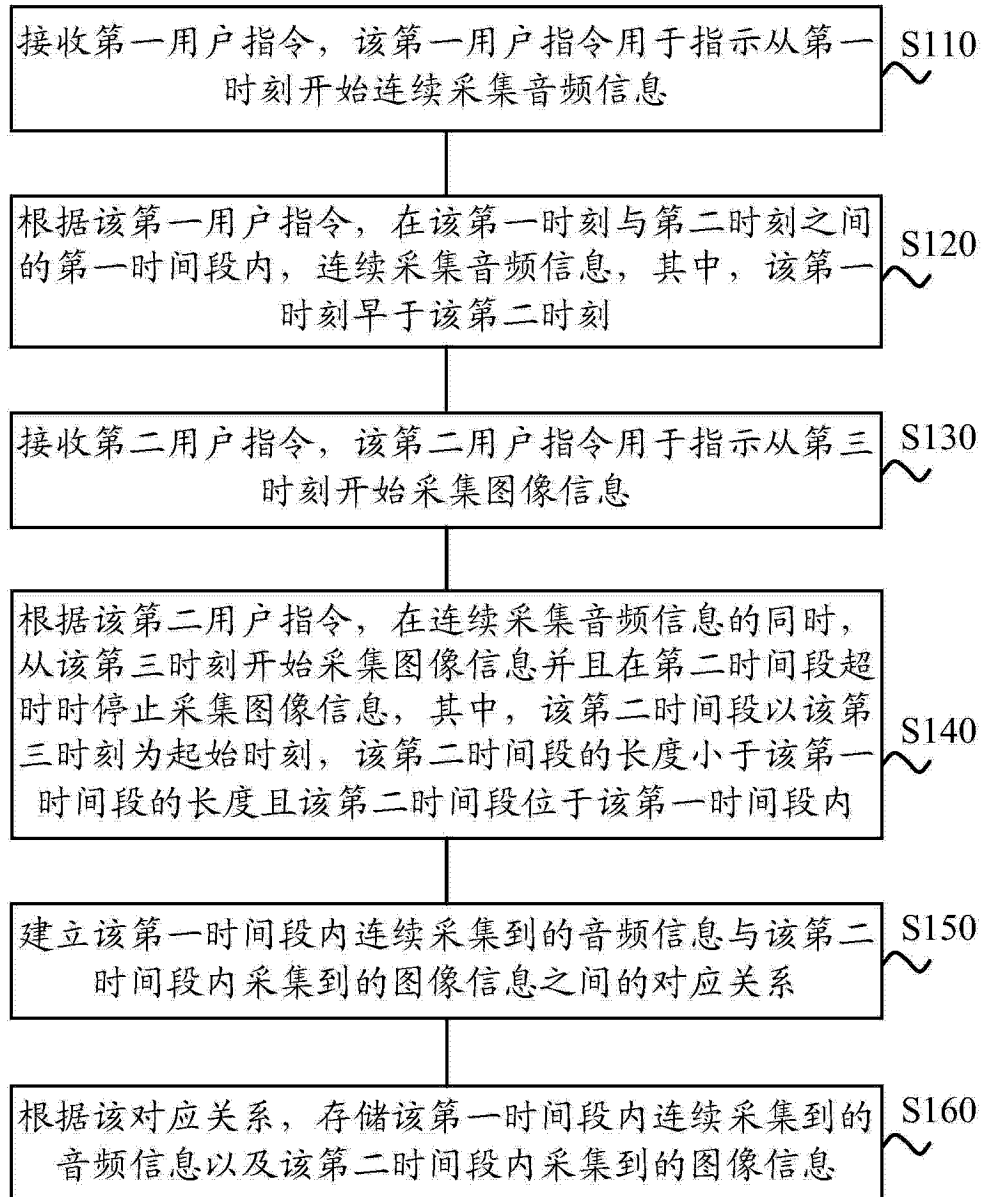 接收第一用户指令，该第一用户指令用于指示从第一
时刻开始连续采集音频信息
S110
根据该第一用户指令，在该第一时刻与第二时刻之间
的第一时间段内，连续采集音频信息，其中，该第一
时刻早于该第二时刻
S120
接收第二用户指令，该第二用户指令用于指示从第三
时刻开始采集图像信息
S130
根据该第二用户指令，在连续采集音频信息的同时，
从该第三时刻开始采集图像信息并且在第二时间段超
时时停止采集图像信息，其中，该第二时间段以该第
三时刻为起始时刻，该第二时间段的长度小于该第一
时间段的长度且该第二时间段位于该第一时间段内
S140
建立该第一时间段内连续采集到的音频信息与该第二
时间段内采集到的图像信息之间的对应关系
S150
根据该对应关系，存储该第一时间段内连续采集到的
音频信息以及该第二时间段内采集到的图像信息
S160